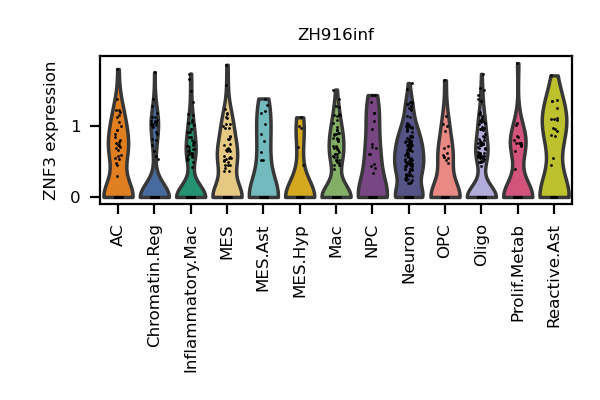 ZH916inf
ZNF3 expression
1
0
AC
Chromatin.Reg
Inflammatory.Mac
MES
MES.Ast
MES.Hyp
Mac
NPC
Neuron
OPC
Oligo
Prolif.Metab
Reactive.Ast